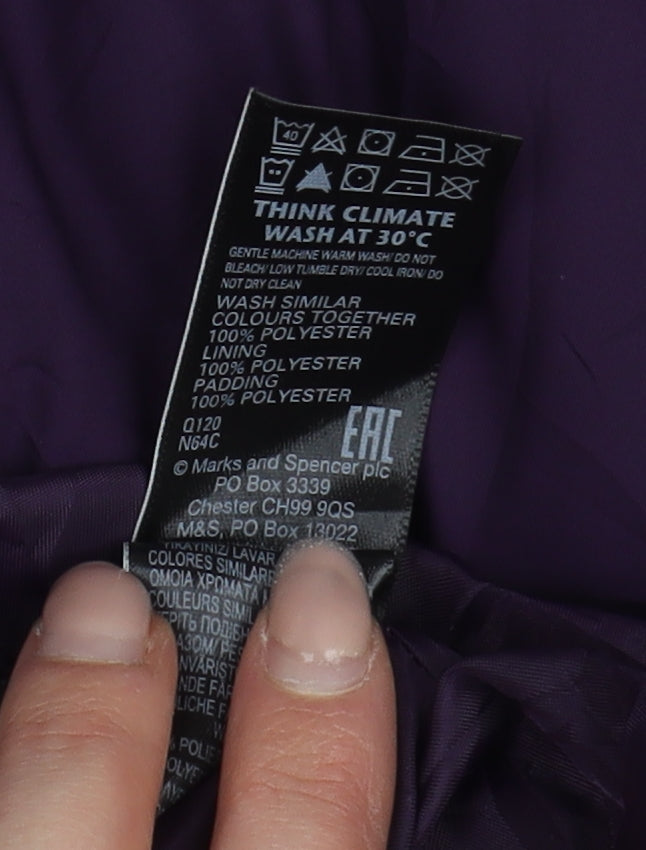 40
THINK CLIMATE
WASH AT 30°C
GENTLE MACHINE WARM WASH/ DO NOT
BLEACH/ LOW TUMBLE DRY/ COOL IRON/ DO
NOT DRY CLEAN
WASH SIMILAR
COLOURS TOGETHER
100% POLYESTER
LINING
100% POLYESTER
PADDING
100% POLYESTER
Q120
N64C
EAC
© Marks and Spencer plc
PO Box 3339
Chester CH99 9QS
M&S, PO Box 13022
LAVAR
COLORES
ΟΜΟΙΑ ΧΡΩΜΑΤΑ
COULEURS